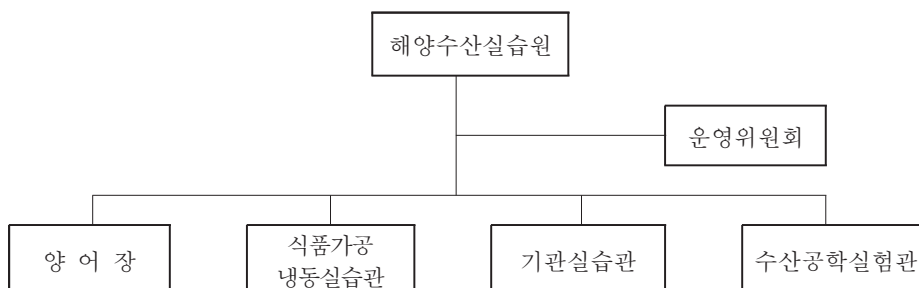 해양수산실습원
운영위원회
양 어 장
식품가공
냉동실습관
기관실습관
수산공학실험관